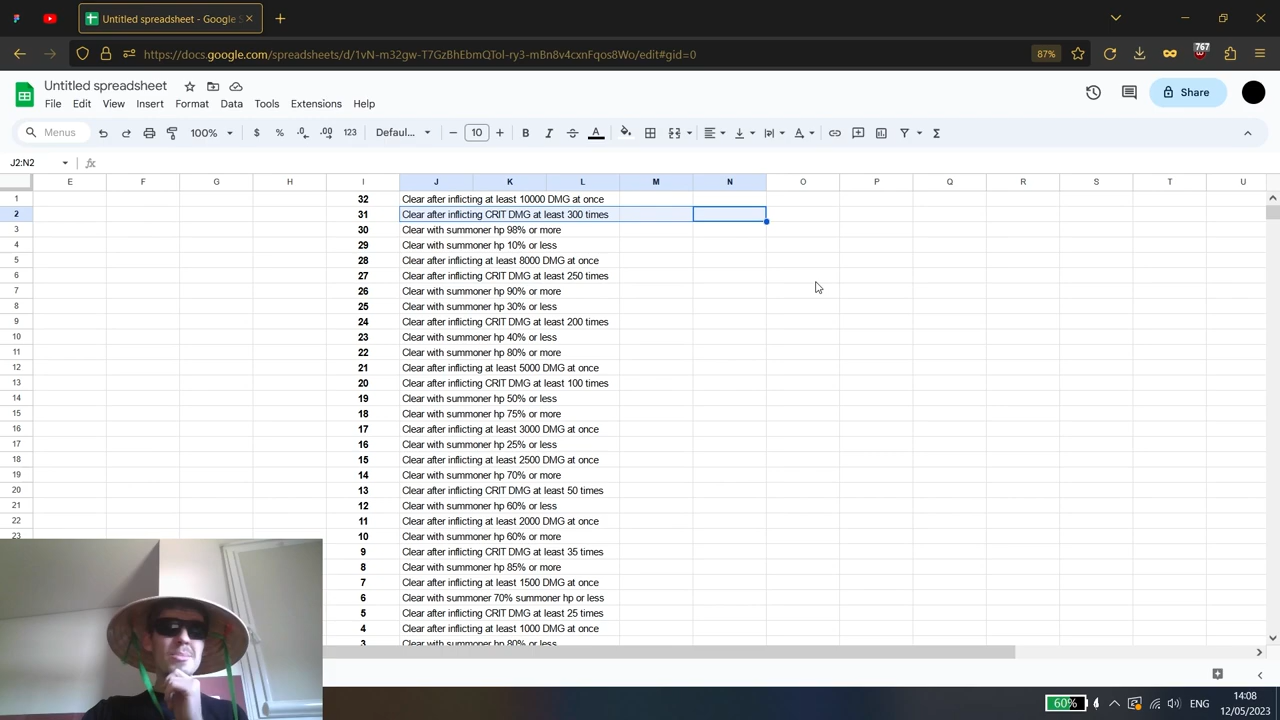 Untitled spreadsheet - Google S
https://docs.google.com/spreadsheets/d/1vN-m32gw-T7GzBhEbmQTol-ry3-mBn8v4cxnFqos8Wo/edit#gid=0
87%
767
Untitled spreadsheet
File Edit View Insert Format Data Tools Extensions Help
Share
Menus 100% $ % .0 .00 123 Defaul... 10 B I A
J2:N2 fx
E F G H I J K L M N O P Q R S T U
1 32 Clear after inflicting at least 10000 DMG at once
2 31 Clear after inflicting CRIT DMG at least 300 times
3 30 Clear with summoner hp 98% or more
4 29 Clear with summoner hp 10% or less
5 28 Clear after inflicting at least 8000 DMG at once
6 27 Clear after inflicting CRIT DMG at least 250 times
7 26 Clear with summoner hp 90% or more
8 25 Clear with summoner hp 30% or less
9 24 Clear after inflicting CRIT DMG at least 200 times
10 23 Clear with summoner hp 40% or less
11 22 Clear with summoner hp 80% or more
12 21 Clear after inflicting at least 5000 DMG at once
13 20 Clear after inflicting CRIT DMG at least 100 times
14 19 Clear with summoner hp 50% or less
15 18 Clear with summoner hp 75% or more
16 17 Clear after inflicting at least 3000 DMG at once
17 16 Clear with summoner hp 25% or less
18 15 Clear after inflicting at least 2500 DMG at once
19 14 Clear with summoner hp 70% or more
20 13 Clear after inflicting CRIT DMG at least 50 times
21 12 Clear with summoner hp 60% or less
22 11 Clear after inflicting at least 2000 DMG at once
23 10 Clear with summoner hp 60% or more
9 Clear after inflicting CRIT DMG at least 35 times
8 Clear with summoner hp 85% or more
7 Clear after inflicting at least 1500 DMG at once
6 Clear with summoner 70% summoner hp or less
5 Clear after inflicting CRIT DMG at least 25 times
4 Clear after inflicting at least 1000 DMG at once
3 Clear with summoner hp 80% or less
60% ENG 14:08
12/05/2023